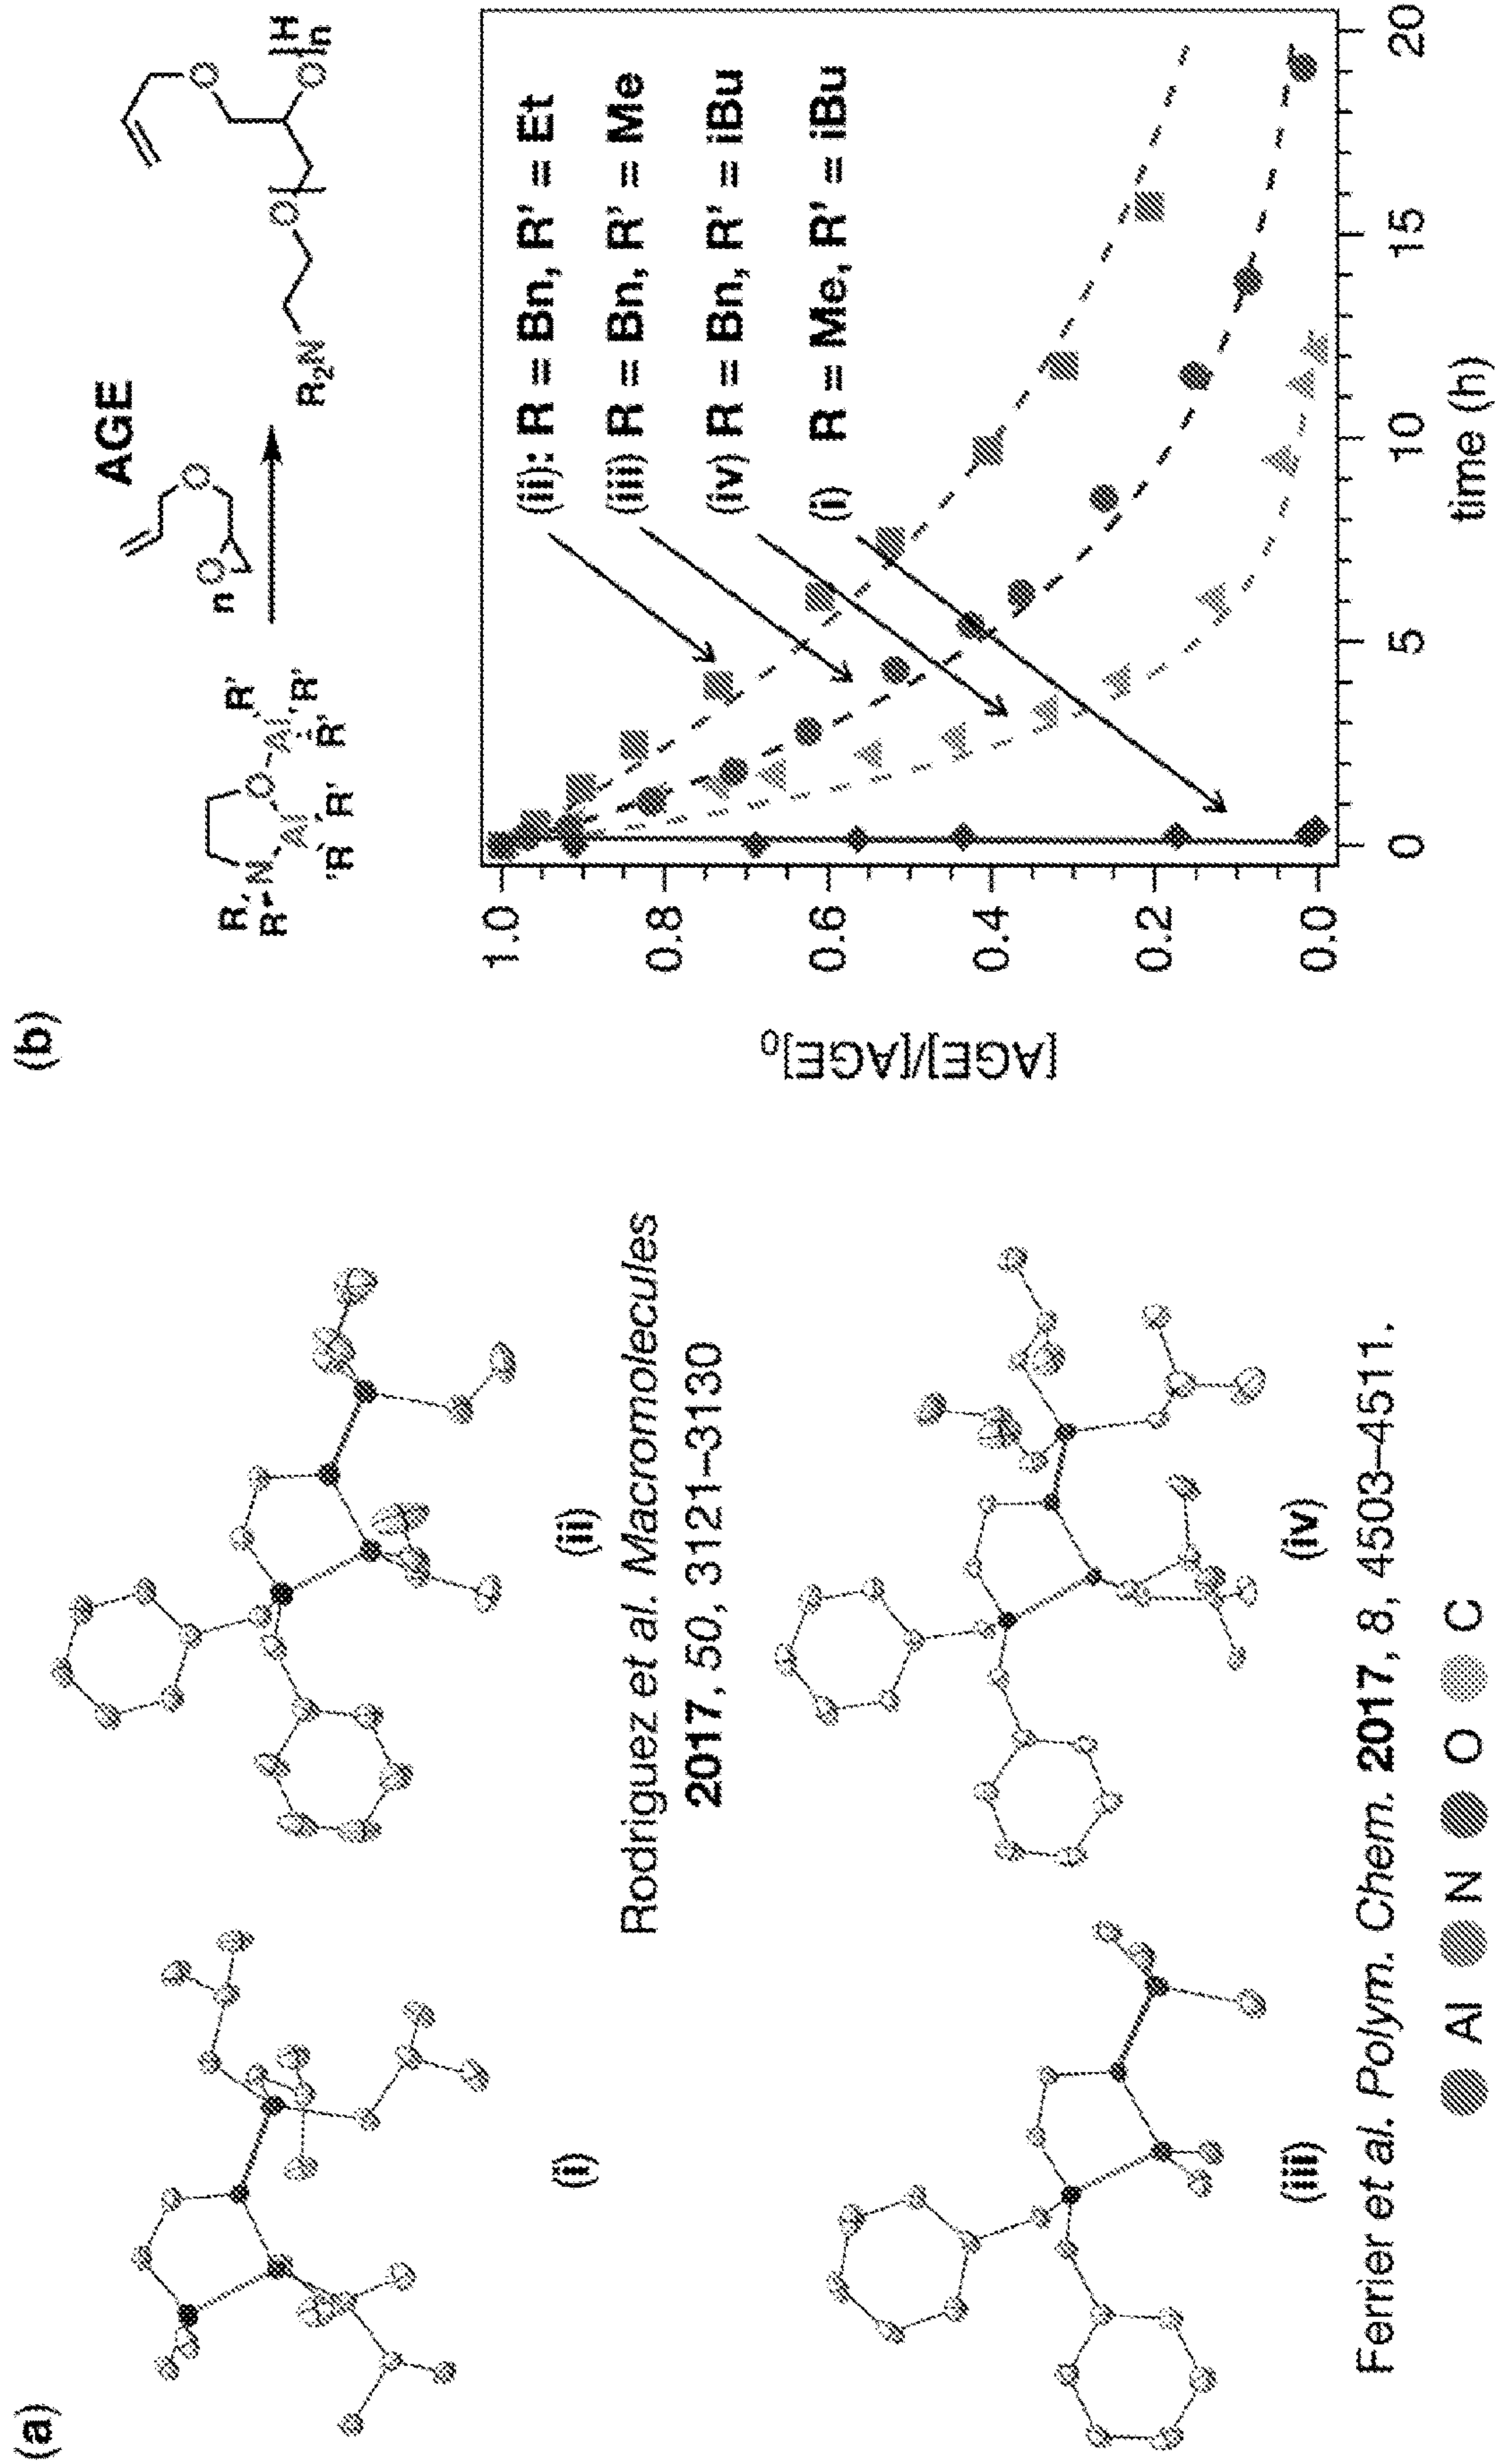 (a)
(i)
(ii)
Rodriguez et al. Macromolecules
2017, 50, 3121–3130
(iii)
(iv)
Ferrier et al. Polym. Chem. 2017, 8, 4503–4511.
Al N O C
(b)
R R N Al O Al R' R' R' 'R R'
n O O
AGE
R₂N O O O H n
(ii): R = Bn, R' = Et
(iii) R = Bn, R' = Me
(iv) R = Bn, R' = iBu
(i) R = Me, R' = iBu
[AGE]/[AGE]₀
1.0
0.8
0.6
0.4
0.2
0.0
0 5 10 15 20
time (h)